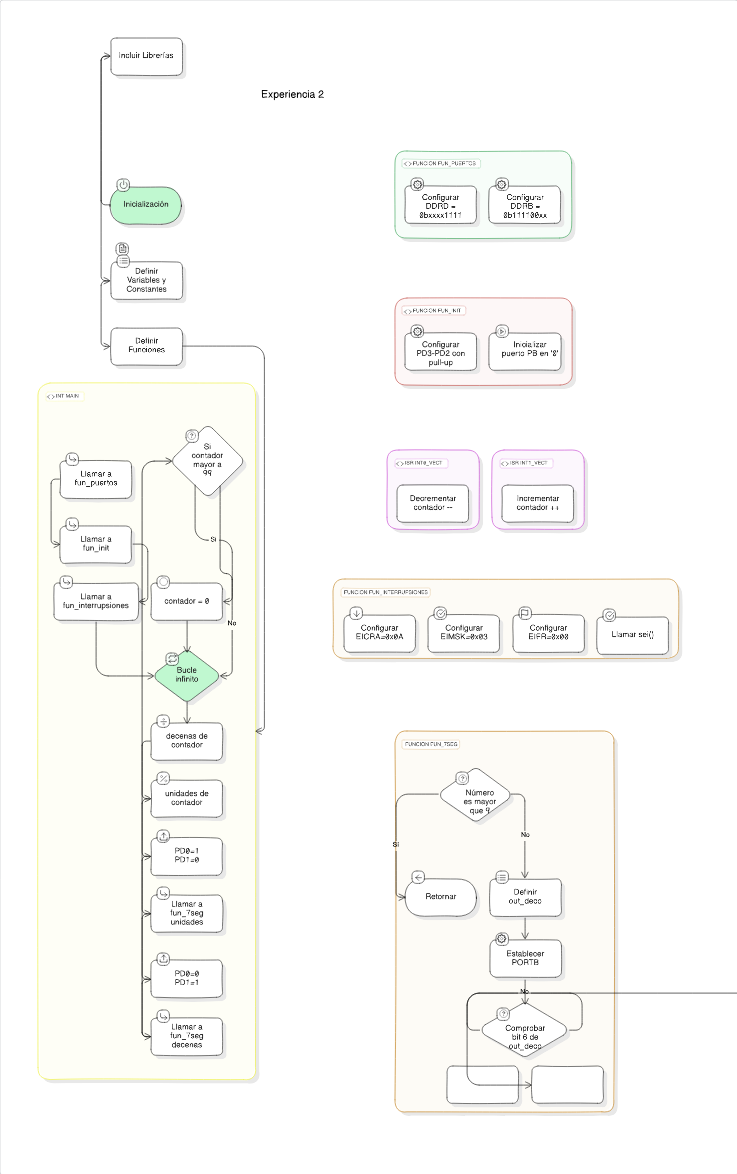 Incluir Librerías
Experiencia 2
Inicialización
Definir
Variables y
Constantes
Definir
Funciones
INT MAIN
Si
contador
mayor a
99
Llamar a
fun_puertos
Llamar a
fun_init
Si
Llamar a
fun_interrupsiones
contador = 0
No
Bucle
infinito
decenas de
contador
unidades de
contador
PD0=1
PD1=0
Llamar a
fun_7seg
unidades
PD0=0
PD1=1
Llamar a
fun_7seg
decenas
FUNCION FUN_PUERTOS
Configurar
DDRD =
0bxxxx1111
Configurar
DDRB =
0b111100xx
FUNCION FUN_INIT
Configurar
PD3-PD2 con
pull-up
Inicializar
puerto PB en '0'
ISR INT0_VECT
Decrementar
contador --
ISR INT1_VECT
Incrementar
contador ++
FUNCION FUN_INTERRUPSIONES
Configurar
EICRA=0x0A
Configurar
EIMSK=0x03
Configurar
EIFR=0x00
Llamar sei()
FUNCION FUN_7SEG
Número
es mayor
que 9
No
Si
Retornar
Definir
out_deco
Establecer
PORTB
No
Comprobar
bit 6 de
out_deco